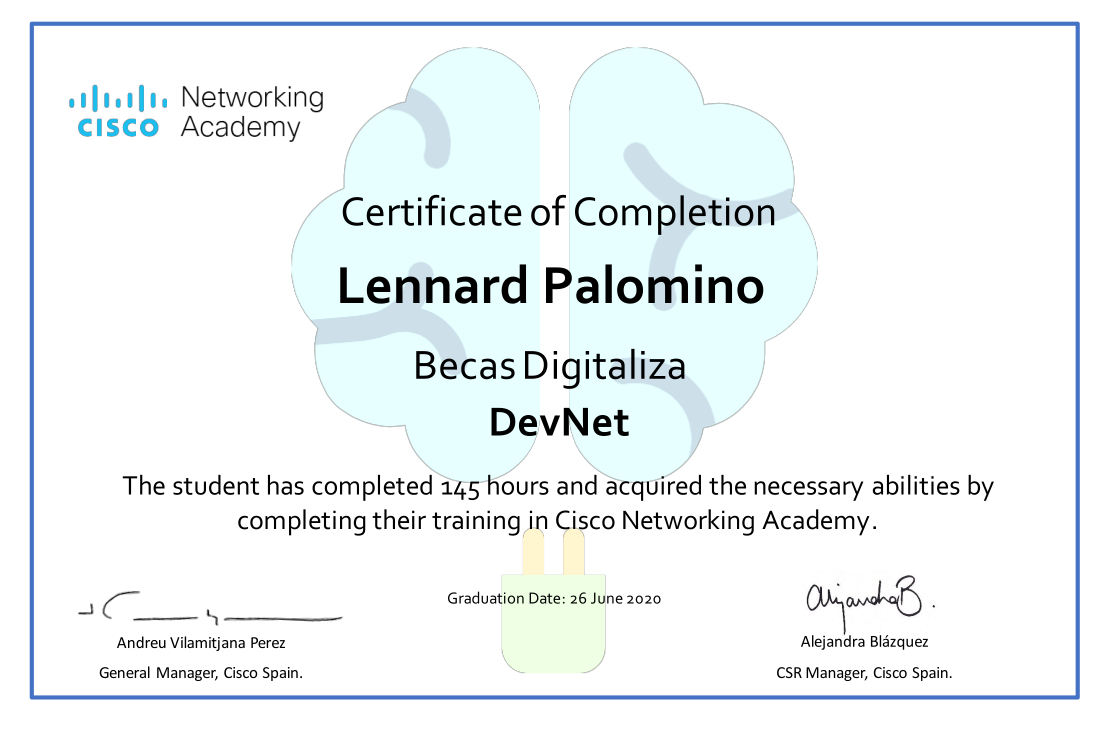 Networking
Academy
CISCO
Certificate of Completion
Lennard Palomino
Becas Digitaliza
DevNet
The student has completed 145 hours and acquired the necessary abilities by
completing their training in Cisco Networking Academy.
Graduation Date: 26 June 2020
AlejandraB.
Andreu Vilamitjana Perez
Alejandra Blázquez
General Manager, Cisco Spain.
CSR Manager, Cisco Spain.